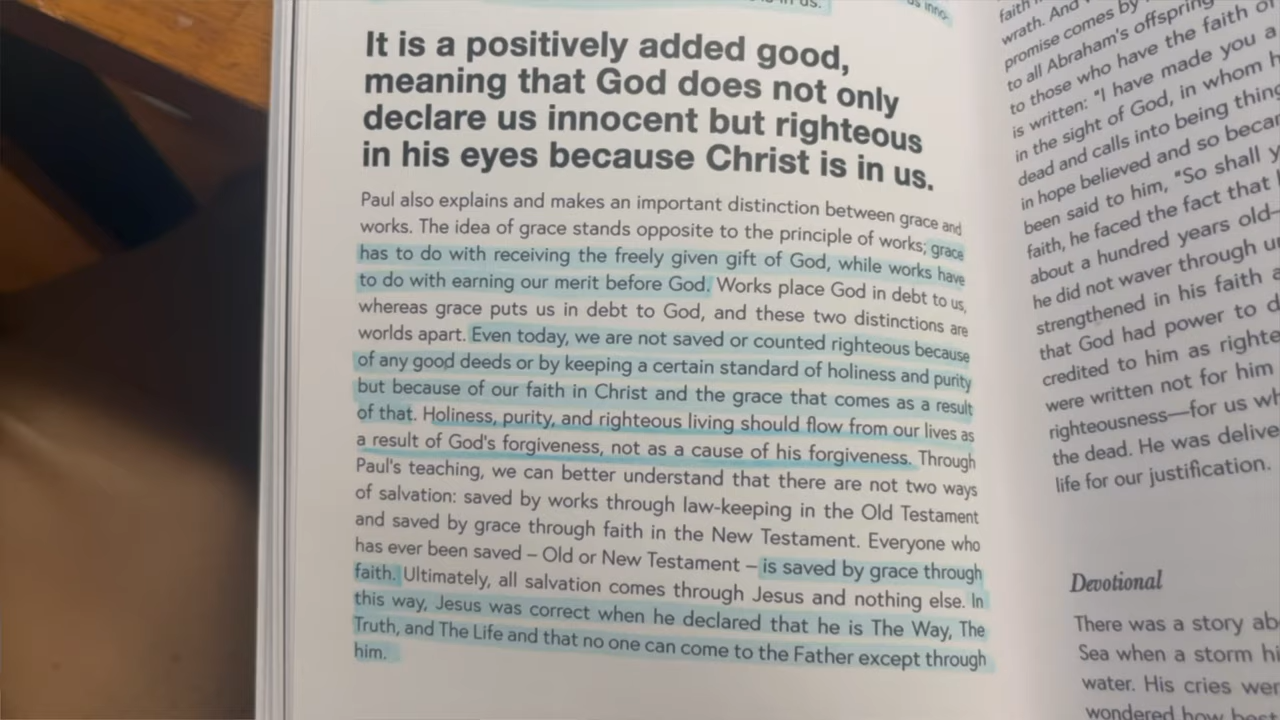 is in us.
It is a positively added good,
meaning that God does not only
declare us innocent but righteous
in his eyes because Christ is in us.
Paul also explains and makes an important distinction between grace and
works. The idea of grace stands opposite to the principle of works; grace
has to do with receiving the freely given gift of God, while works have
to do with earning our merit before God. Works place God in debt to us,
whereas grace puts us in debt to God, and these two distinctions are
worlds apart. Even today, we are not saved or counted righteous because
of any good deeds or by keeping a certain standard of holiness and purity
but because of our faith in Christ and the grace that comes as a result
of that. Holiness, purity, and righteous living should flow from our lives as
a result of God's forgiveness, not as a cause of his forgiveness. Through
Paul's teaching, we can better understand that there are not two ways
of salvation: saved by works through law-keeping in the Old Testament
and saved by grace through faith in the New Testament. Everyone who
has ever been saved – Old or New Testament – is saved by grace through
faith. Ultimately, all salvation comes through Jesus and nothing else. In
this way, Jesus was correct when he declared that he is The Way, The
Truth, and The Life and that no one can come to the Father except through
him.
faith
wrath. And
promise comes by
to all Abraham's offspring
to those who have the faith of
is written: "I have made you a
in the sight of God, in whom h
dead and calls into being thing
in hope believed and so becam
been said to him, "So shall y
faith, he faced the fact that
about a hundred years old—
he did not waver through un
strengthened in his faith a
that God had power to d
credited to him as righte
were written not for him
righteousness—for us wh
the dead. He was delive
life for our justification.
Devotional
There was a story ab
Sea when a storm hi
water. His cries wer
wondered how best